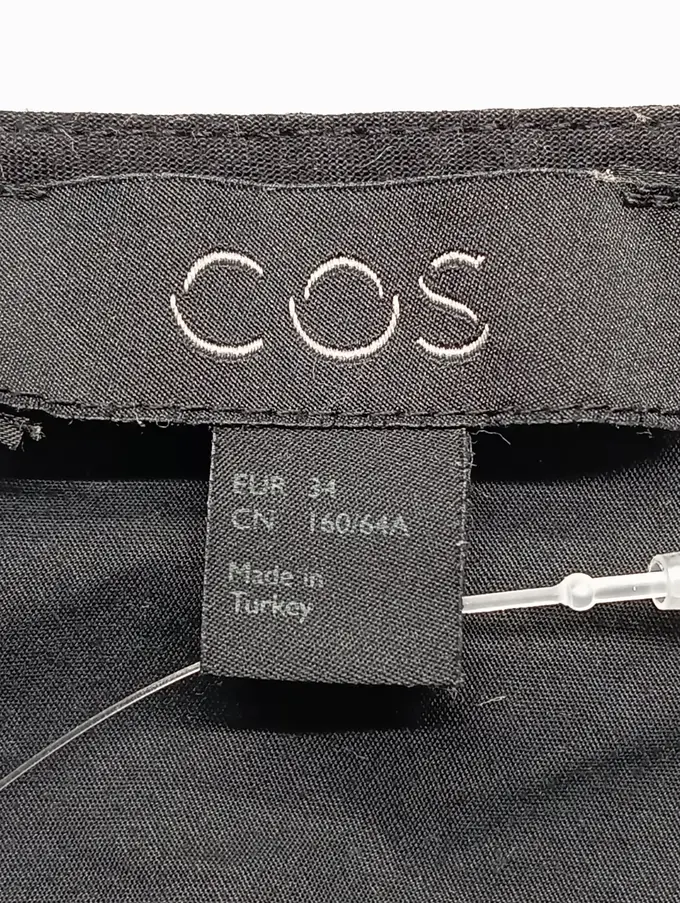 COS
EUR 34
CN 160/64A
Made in
Turkey